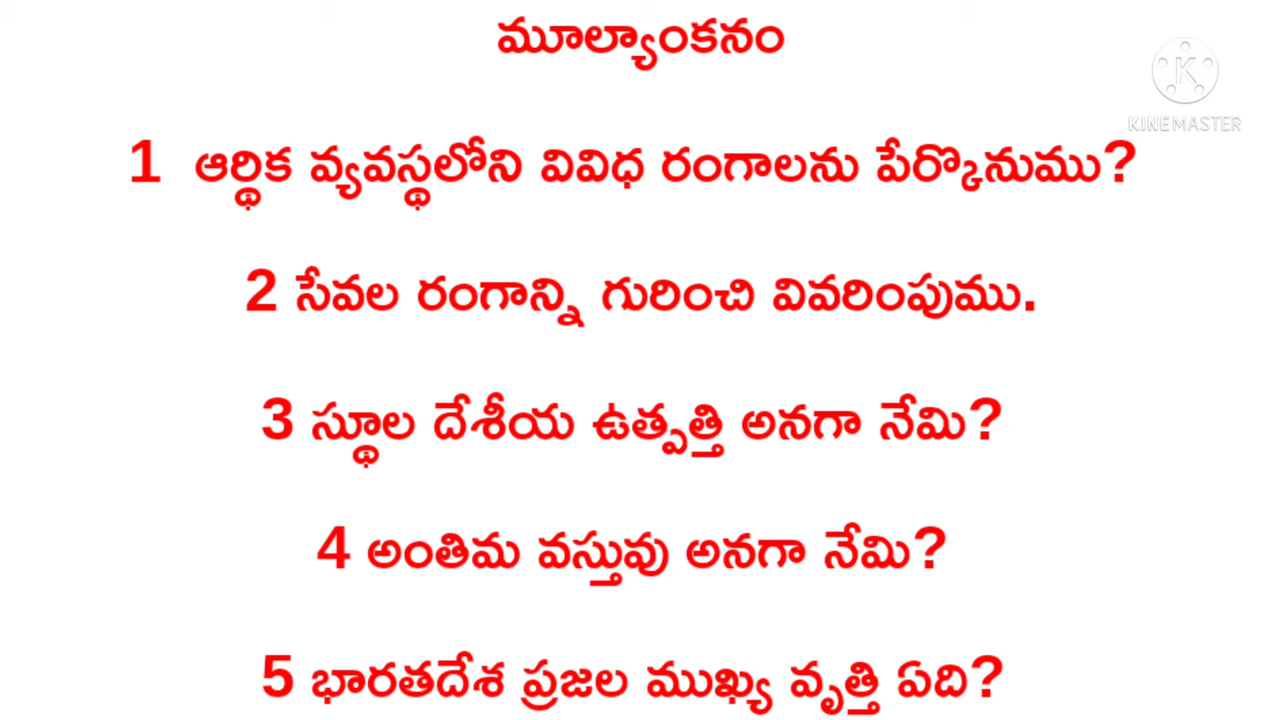 మూల్యాంకనం
K
KINEMASTER
1 ఆర్థిక వ్యవస్థలోని వివిధ రంగాలను పేర్కొనుము?
2 సేవల రంగాన్ని గురించి వివరింపుము.
3 స్థూల దేశీయ ఉత్పత్తి అనగా నేమి?
4 అంతిమ వస్తువు అనగా నేమి?
5 భారతదేశ ప్రజల ముఖ్య వృత్తి ఏది?